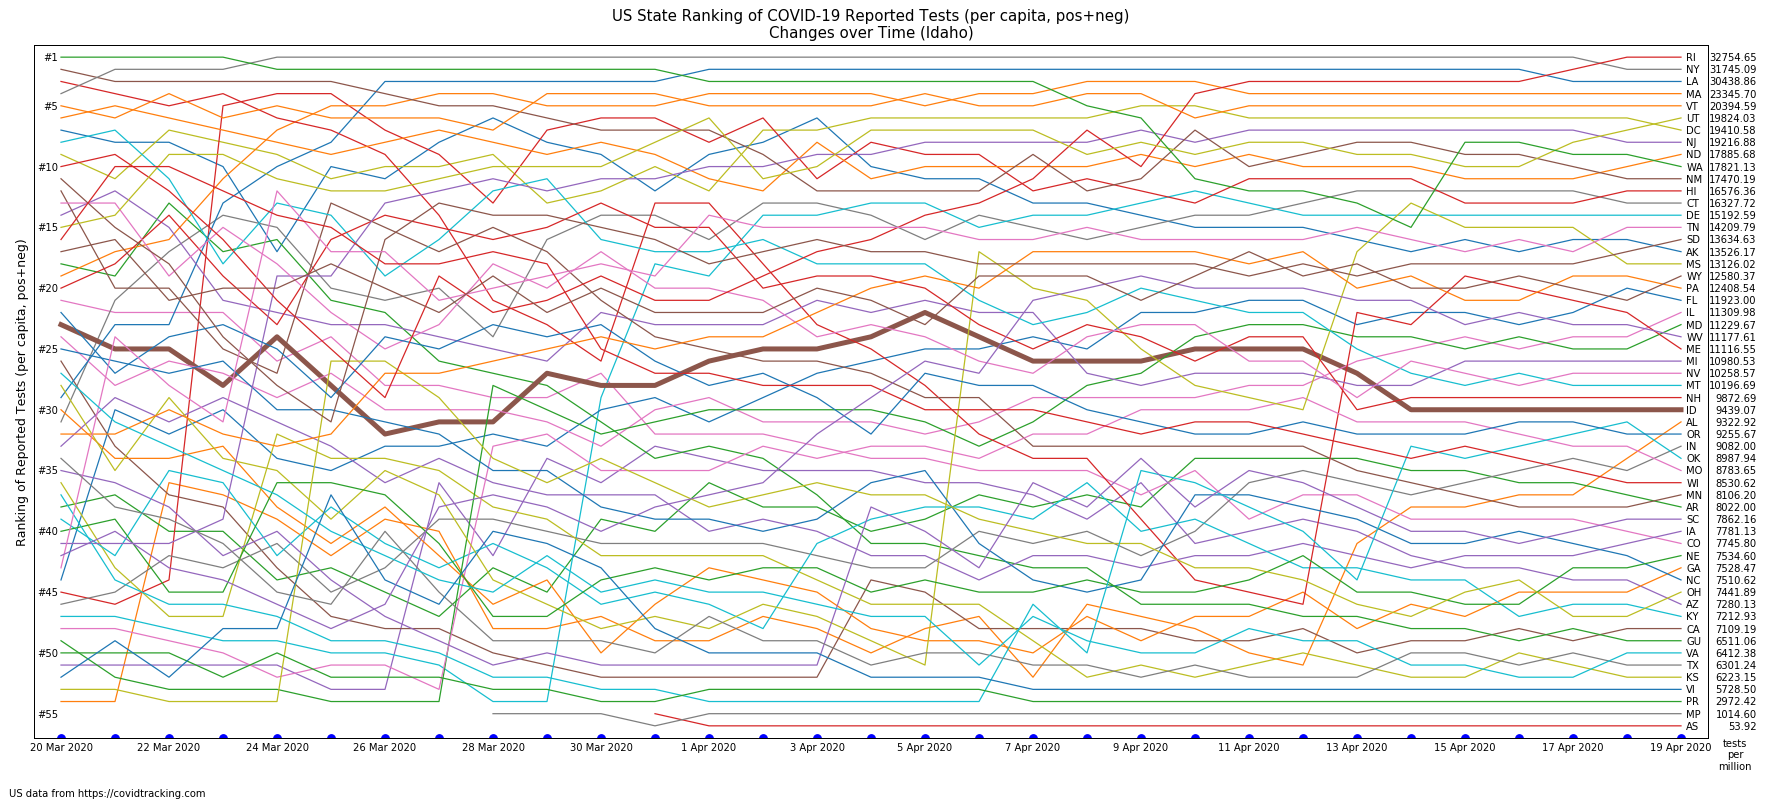 US State Ranking of COVID-19 Reported Tests (per capita, pos+neg)
Changes over Time (Idaho)
Ranking of Reported Tests (per capita, pos+neg)
#1
#5
#10
#15
#20
#25
#30
#35
#40
#45
#50
#55
RI 32754.65
NY 31745.09
LA 30438.86
MA 23345.70
VT 20394.59
UT 19824.03
DC 19410.58
NJ 19216.88
ND 17885.68
WA 17821.13
NM 17470.19
HI 16576.36
CT 16327.72
DE 15192.59
TN 14209.79
SD 13634.63
AK 13526.17
MS 13126.02
WY 12580.37
PA 12408.54
FL 11923.00
IL 11309.98
MD 11229.67
WV 11177.61
ME 11116.55
MI 10980.53
NV 10258.57
MT 10196.69
NH 9872.69
ID 9439.07
AL 9322.92
OR 9255.67
IN 9082.00
OK 8987.94
MO 8783.65
WI 8530.62
MN 8106.20
AR 8022.00
SC 7862.16
IA 7781.13
CO 7745.80
NE 7534.60
GA 7528.47
NC 7510.62
OH 7441.89
AZ 7280.13
KY 7212.93
CA 7109.19
GU 6511.06
VA 6412.38
TX 6301.24
KS 6223.15
VI 5728.50
PR 2972.42
MP 1014.60
AS 53.92
20 Mar 2020 22 Mar 2020 24 Mar 2020 26 Mar 2020 28 Mar 2020 30 Mar 2020 1 Apr 2020 3 Apr 2020 5 Apr 2020 7 Apr 2020 9 Apr 2020 11 Apr 2020 13 Apr 2020 15 Apr 2020 17 Apr 2020 19 Apr 2020
tests
per
million
US data from https://covidtracking.com